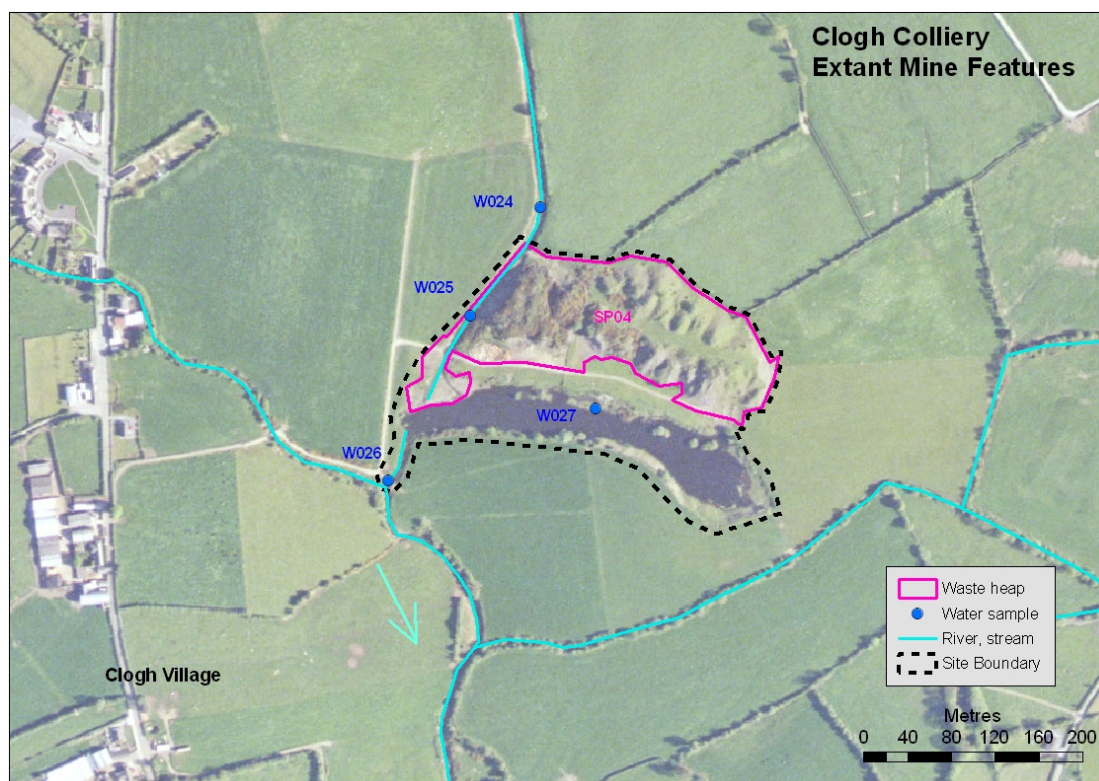 Clogh Colliery
Extant Mine Features
W024
W025
SP04
W027
W026
Clogh Village
Waste heap
Water sample
River, stream
Site Boundary
Metres
0 40 80 120 160 200